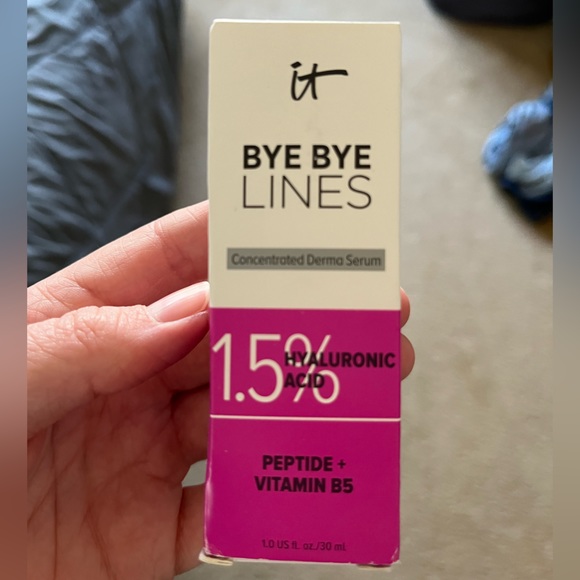 it
BYE BYE
LINES
Concentrated Derma Serum
1.5%
HYALURONIC
ACID
PEPTIDE +
VITAMIN B5
1.0 US fl. oz./30 ml